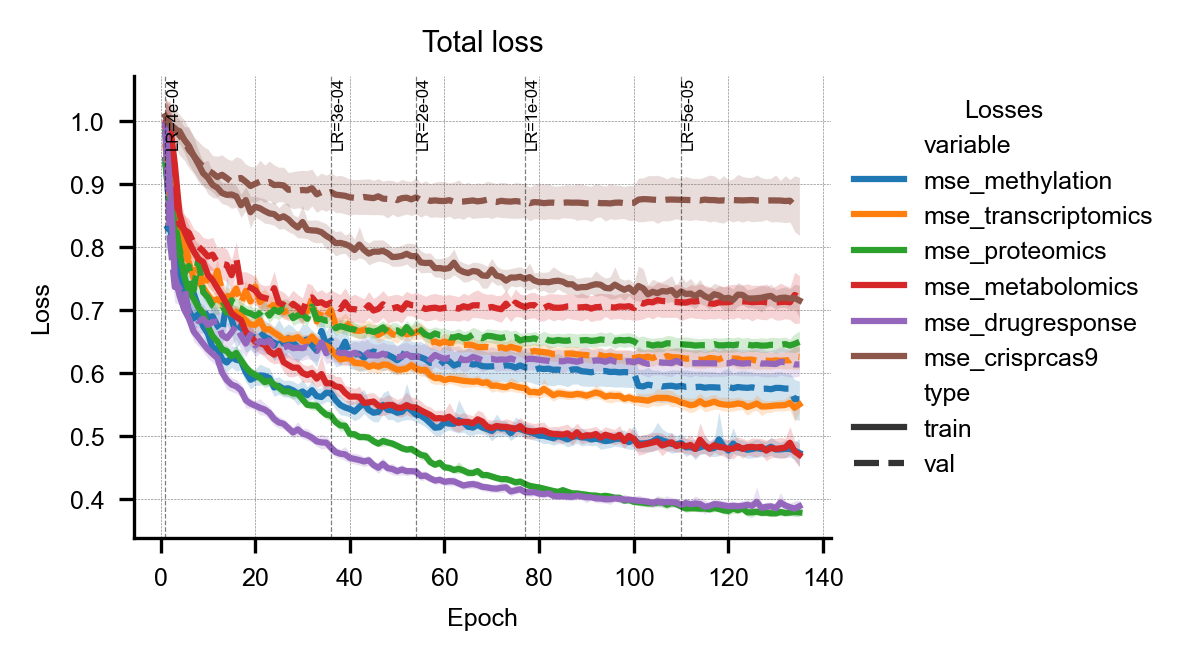 Total loss
LR=4e-04
LR=3e-04
LR=2e-04
LR=1e-04
LR=5e-05
1.0
0.9
0.8
0.7
0.6
0.5
0.4
Loss
0 20 40 60 80 100 120 140
Epoch
Losses
variable
mse_methylation
mse_transcriptomics
mse_proteomics
mse_metabolomics
mse_drugresponse
mse_crisprcas9
type
train
val